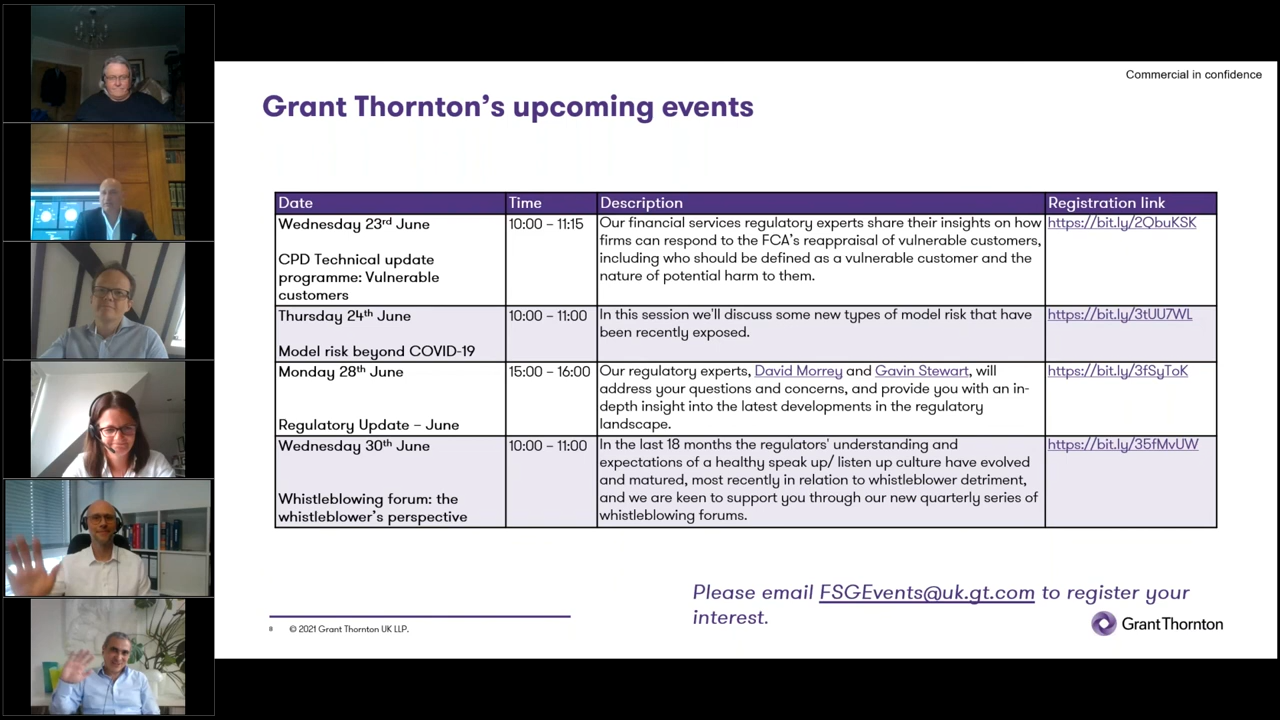 Commercial in confidence
Grant Thornton's upcoming events
Date Time Description Registration link
Wednesday 23rd June
CPD Technical update
programme: Vulnerable
customers
10:00 – 11:15
Our financial services regulatory experts share their insights on how
firms can respond to the FCA's reappraisal of vulnerable customers,
including who should be defined as a vulnerable customer and the
nature of potential harm to them.
https://bit.ly/2QbuKSK
Thursday 24th June
Model risk beyond COVID-19
10:00 – 11:00
In this session we'll discuss some new types of model risk that have
been recently exposed.
https://bit.ly/3tUU7WL
Monday 28th June
Regulatory Update – June
15:00 – 16:00
Our regulatory experts, David Morrey and Gavin Stewart, will
address your questions and concerns, and provide you with an in-
depth insight into the latest developments in the regulatory
landscape.
https://bit.ly/3fSyToK
Wednesday 30th June
Whistleblowing forum: the
whistleblower's perspective
10:00 – 11:00
In the last 18 months the regulators' understanding and
expectations of a healthy speak up/ listen up culture have evolved
and matured, most recently in relation to whistleblower detriment,
and we are keen to support you through our new quarterly series of
whistleblowing forums.
https://bit.ly/35fMvUW
Please email FSGEvents@uk.gt.com to register your
interest.
8 © 2021 Grant Thornton UK LLP.
Grant Thornton